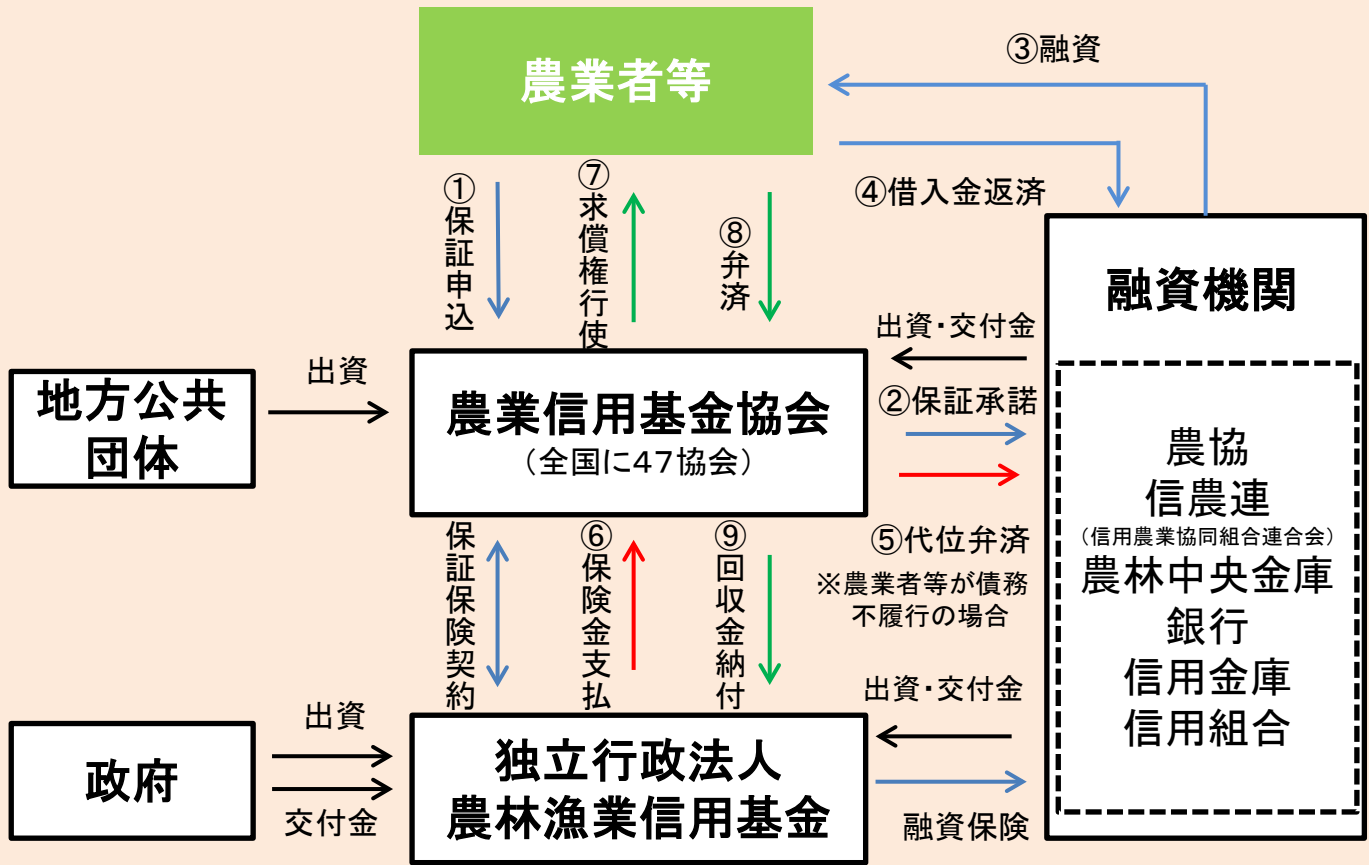 農業者等
③融資
④借入金返済
①保証申込
⑦求償権行使
⑧弁済
融資機関
出資・交付金
出資
地方公共
団体
農業信用基金協会
（全国に47協会）
②保証承諾
農協
信農連
（信用農業協同組合連合会）
農林中央金庫
銀行
信用金庫
信用組合
保証保険契約
⑥保険金支払
⑨回収金納付
⑤代位弁済
※農業者等が債務
不履行の場合
出資・交付金
出資
政府
交付金
独立行政法人
農林漁業信用基金
融資保険